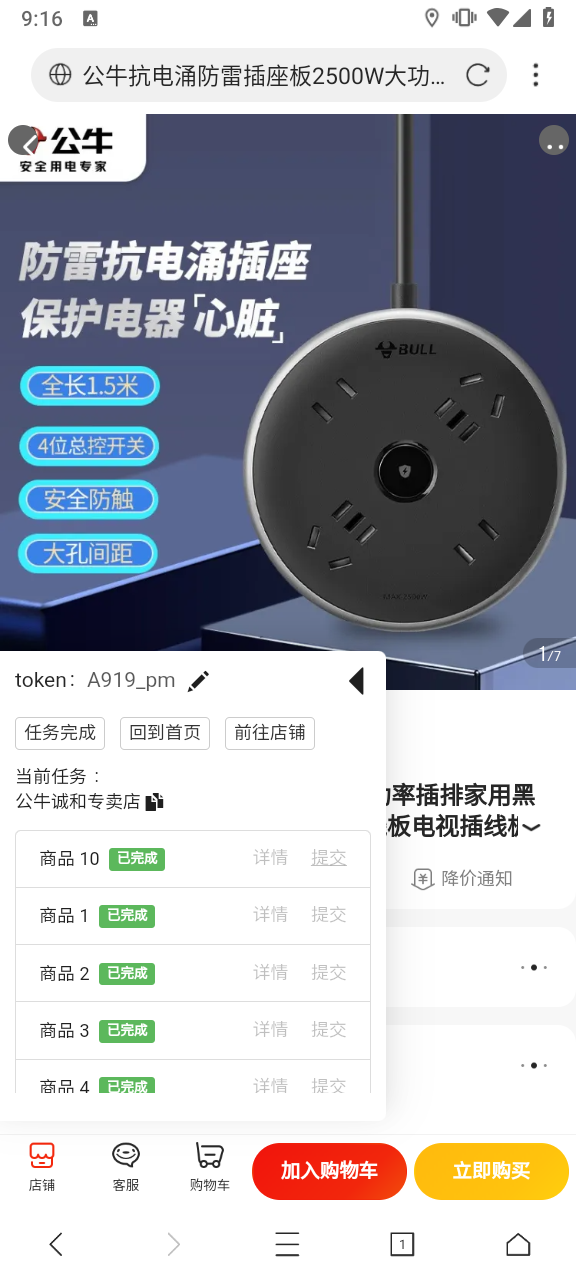 9:16
A
公牛抗电涌防雷插座板2500W大功...
公牛
安全用电专家
防雷抗电涌插座
保护电器「心脏」
全长1.5米
4位总控开关
安全防触
大孔间距
BULL
1/7
token: A919_pm
任务完成 回到首页 前往店铺
当前任务：
公牛诚和专卖店
率插排家用黑
板电视插线
降价通知
商品 10 已完成 详情 提交
商品 1 已完成 详情 提交
商品 2 已完成 详情 提交
商品 3 已完成 详情 提交
商品 4 已完成 详情 提交
店铺 客服 购物车 加入购物车 立即购买
1